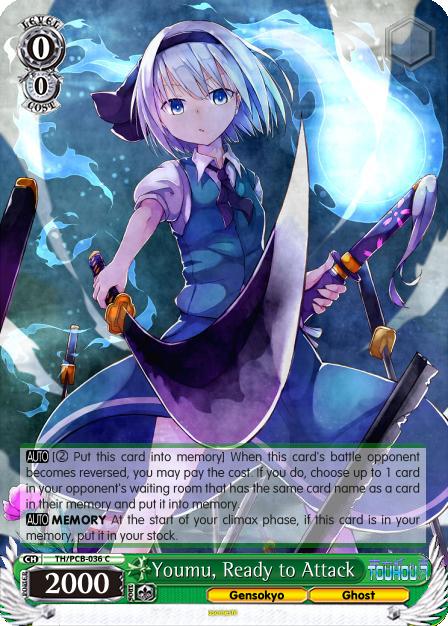 LEVEL
0
0
COST
AUTO [② Put this card into memory] When this card's battle opponent
becomes reversed, you may pay the cost. If you do, choose up to 1 card
in your opponent's waiting room that has the same card name as a card
in their memory and put it into memory.
AUTO MEMORY At the start of your climax phase, if this card is in your
memory, put it in your stock.
CH TH/PCB-036 C
POWER 2000 SOUL Youmu, Ready to Attack TOUHOU
Gensokyo Ghost